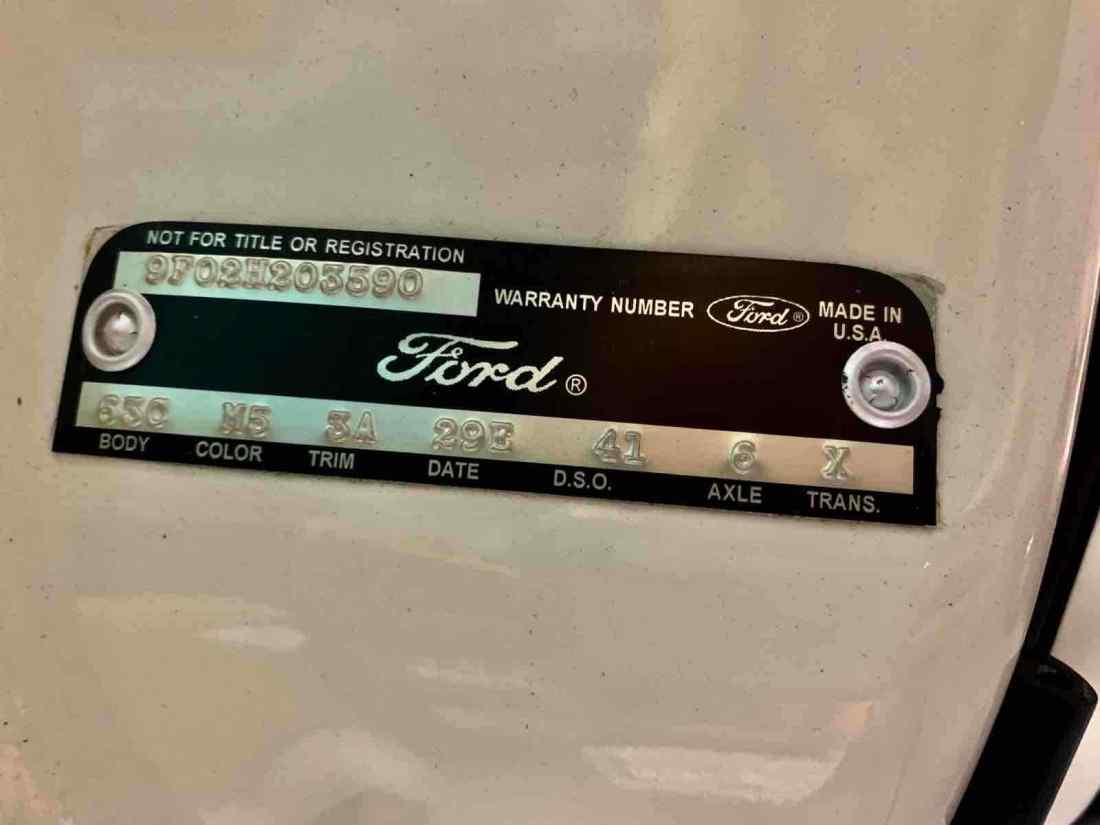 NOT FOR TITLE OR REGISTRATION
9F02H203590
WARRANTY NUMBER Ford® MADE IN U.S.A.
Ford®
63C M5 3A 29E 41 6 X
BODY COLOR TRIM DATE D.S.O. AXLE TRANS.